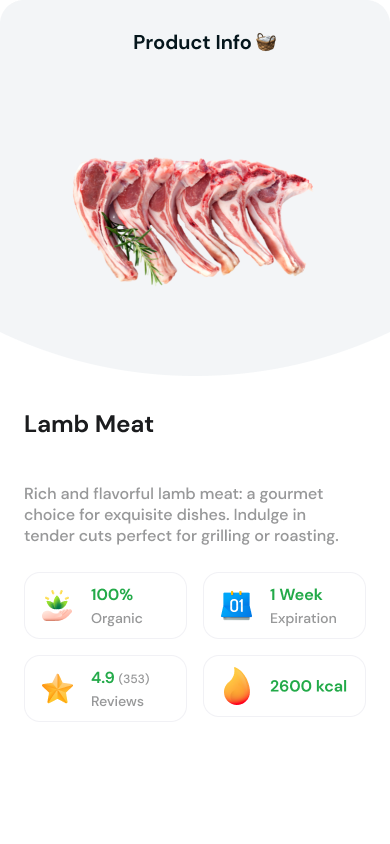 Product Info
Lamb Meat
Rich and flavorful lamb meat: a gourmet
choice for exquisite dishes. Indulge in
tender cuts perfect for grilling or roasting.
100%
Organic
01
1 Week
Expiration
4.9 (353)
Reviews
2600 kcal